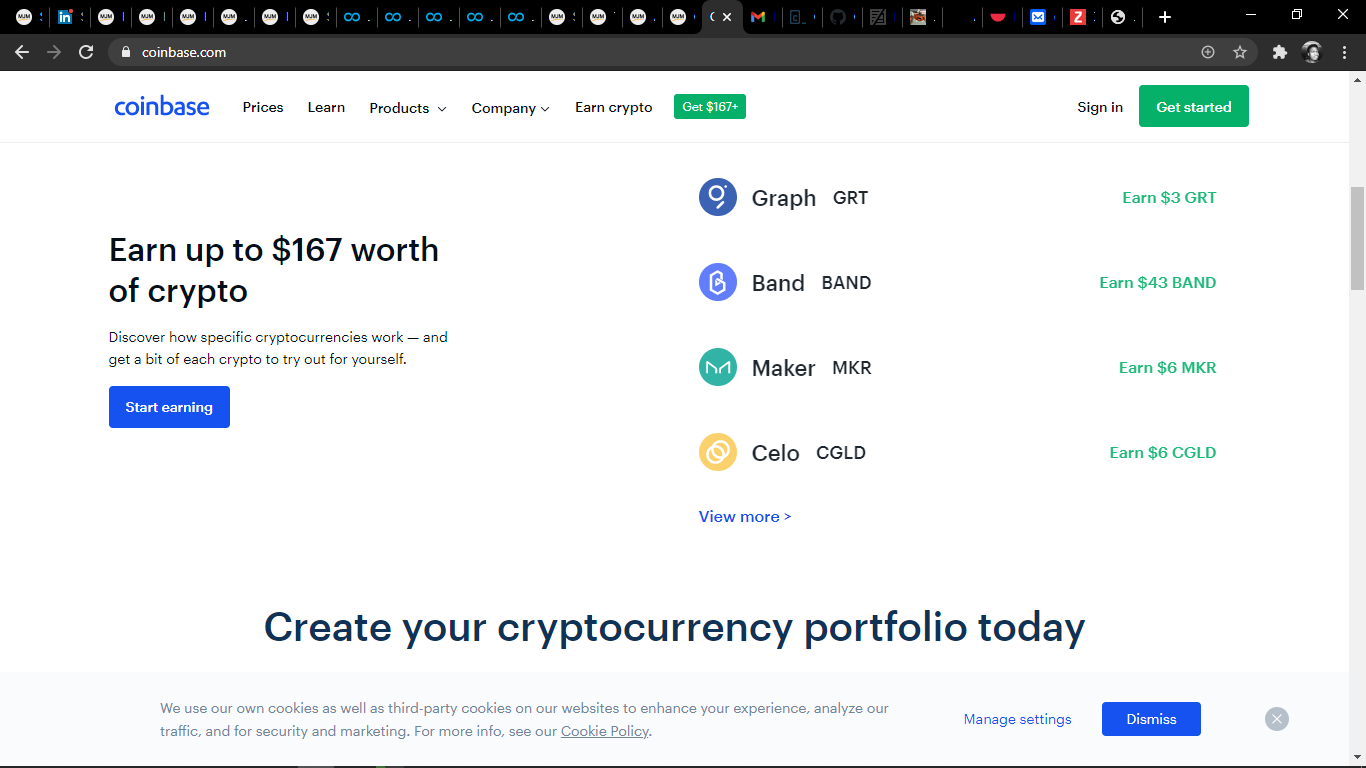 coinbase.com
coinbase Prices Learn Products Company Earn crypto Get $167+ Sign in Get started
Earn up to $167 worth
of crypto
Discover how specific cryptocurrencies work — and
get a bit of each crypto to try out for yourself.
Start earning
Graph GRT Earn $3 GRT
Band BAND Earn $43 BAND
Maker MKR Earn $6 MKR
Celo CGLD Earn $6 CGLD
View more >
Create your cryptocurrency portfolio today
We use our own cookies as well as third-party cookies on our websites to enhance your experience, analyze our
traffic, and for security and marketing. For more info, see our Cookie Policy.
Manage settings Dismiss